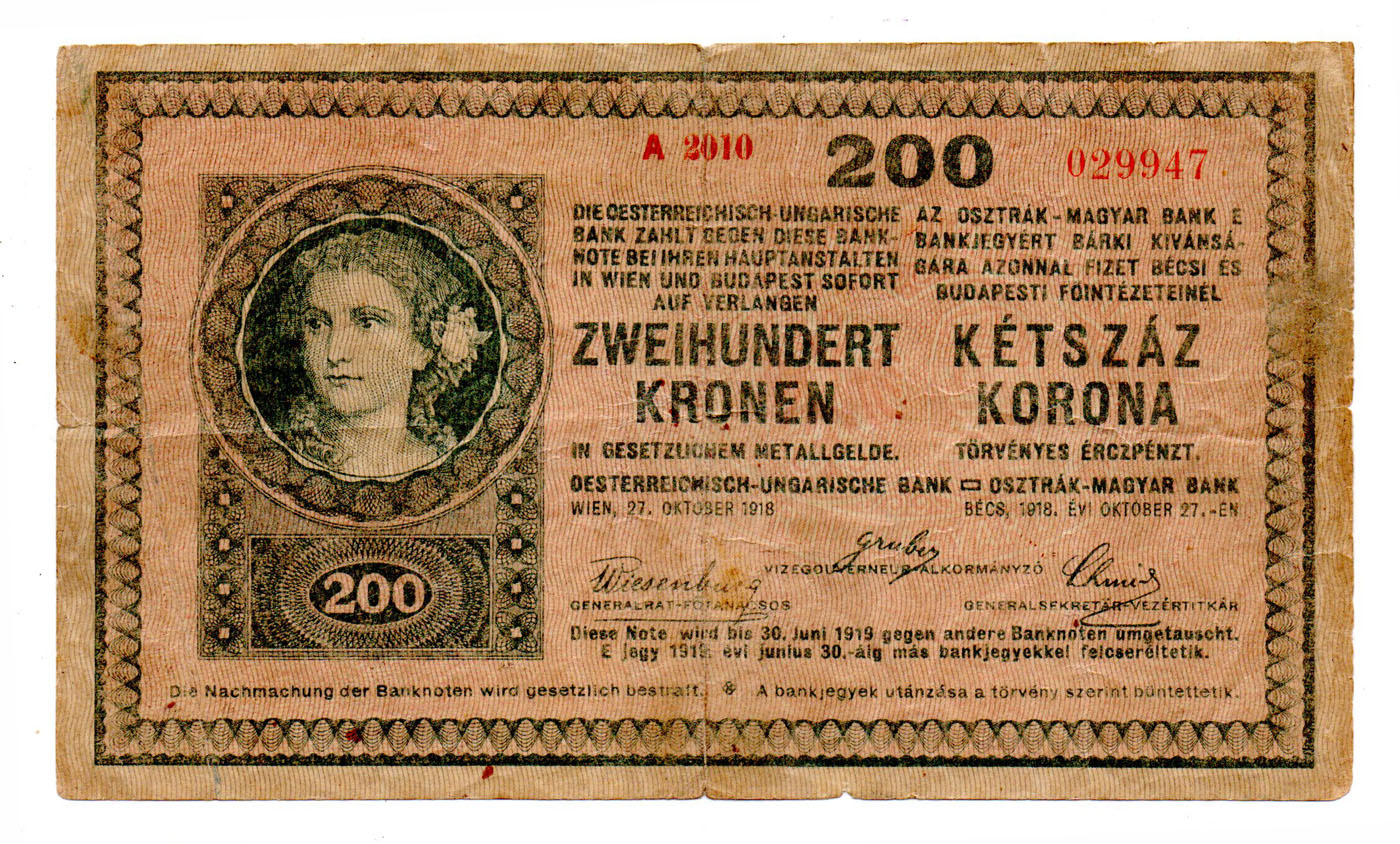 A 2010
200
029947
DIE OESTERREICHISCH-UNGARISCHE
BANK ZAHLT GEGEN DIESE BANK-
NOTE BEI IHREN HAUPTANSTALTEN
IN WIEN UND BUDAPEST SOFORT
AUF VERLANGEN
ZWEIHUNDERT
KRONEN
IN GESETZLICHEM METALLGELDE.
AZ OSZTRÁK-MAGYAR BANK E
BANKJEGYÉRT BÁRKI KIVÁNSÁ-
GÁRA AZONNAL FIZET BÉCSI ÉS
BUDAPESTI FŐINTÉZETEINÉL
KÉTSZÁZ
KORONA
TÖRVÉNYES ÉRCZPÉNZT.
OESTERREICHISCH-UNGARISCHE BANK OSZTRÁK-MAGYAR BANK
WIEN, 27. OKTOBER 1918
BÉCS, 1918. ÉVI OKTOBER 27.-ÉN
Gruber
VIZEGOUVERNEUR-ALKORMÁNYZÓ
Wiesenburg
GENERALRAT-FŐTANÁCSOS
Schmid
GENERALSEKRETÄR-VEZÉRTITKÁR
Diese Note wird bis 30. Juni 1919 gegen andere Banknoten umgetauscht.
E jegy 1919. évi junius 30.-áig más bankjegyekkel felcseréltetik.
200
Die Nachmachung der Banknoten wird gesetzlich bestraft. A bankjegyek utánzása a törvény szerint büntettetik.